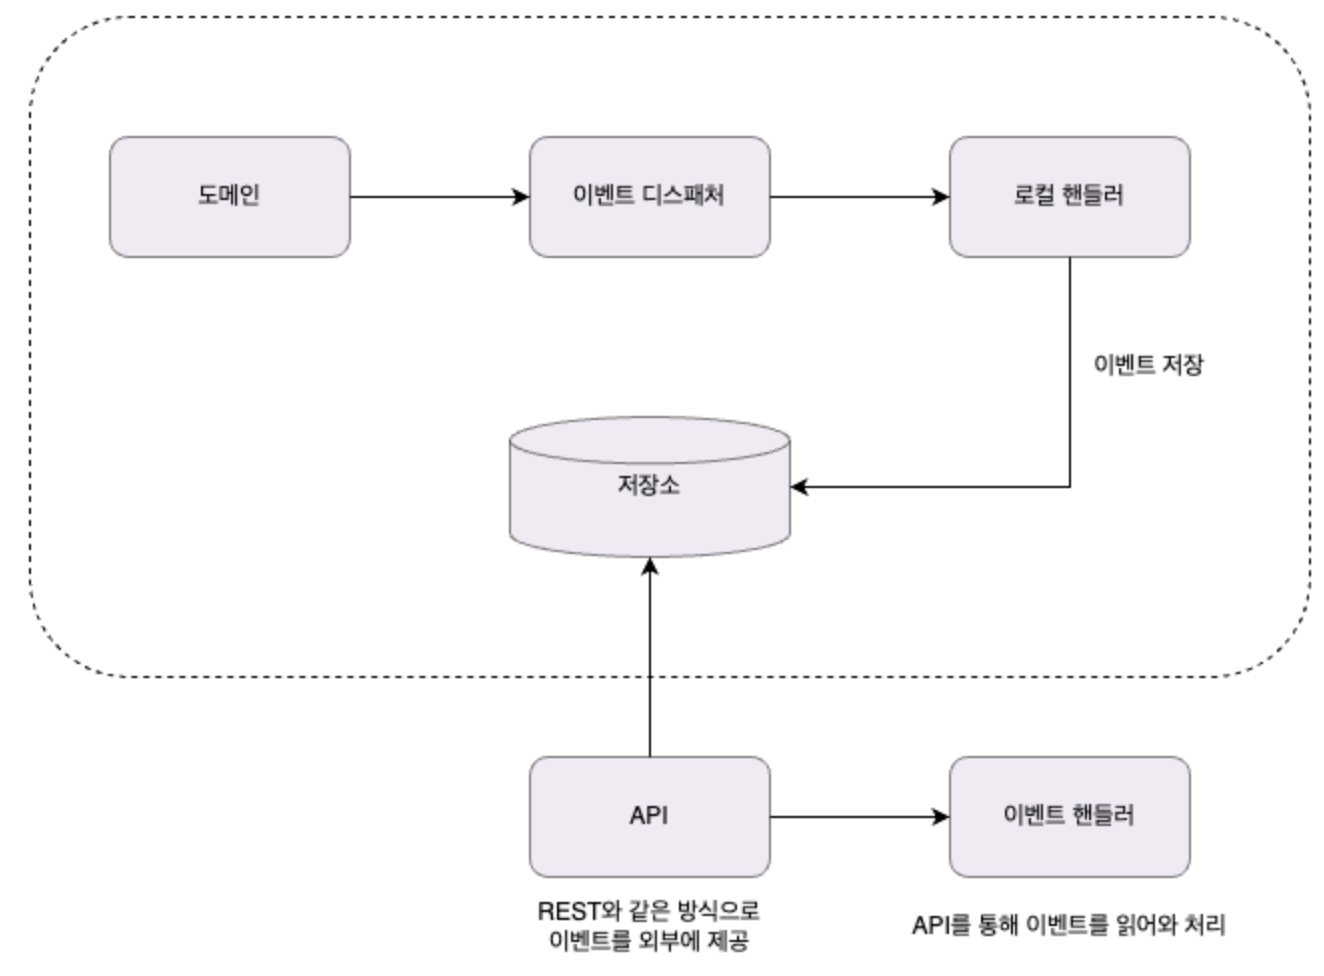 도메인
이벤트 디스패처
로컬 핸들러
이벤트 저장
저장소
API
이벤트 핸들러
REST와 같은 방식으로
이벤트를 외부에 제공
API를 통해 이벤트를 읽어와 처리